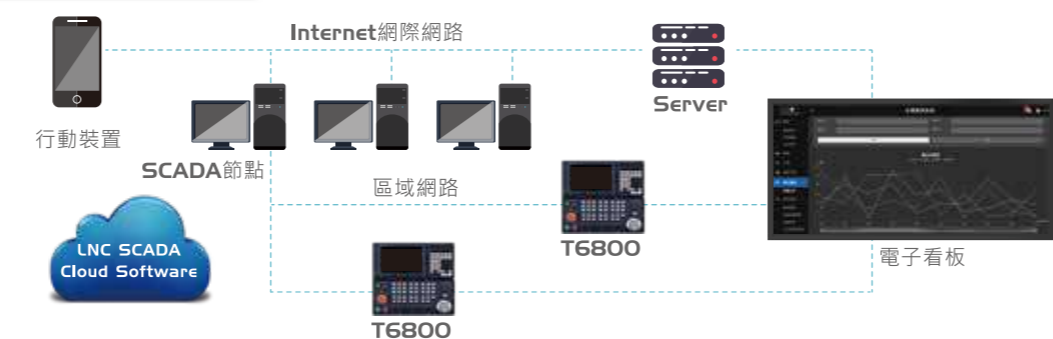 Internet網際網路
Server
行動裝置
SCADA節點
區域網路
T6800
LNC SCADA
Cloud Software
電子看板
T6800